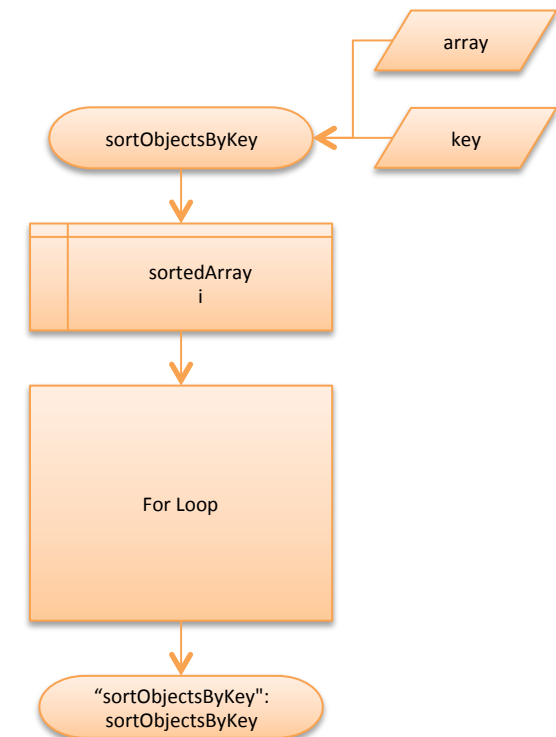 array
key
sortObjectsByKey
sortedArray
i
For Loop
“sortObjectsByKey":
sortObjectsByKey